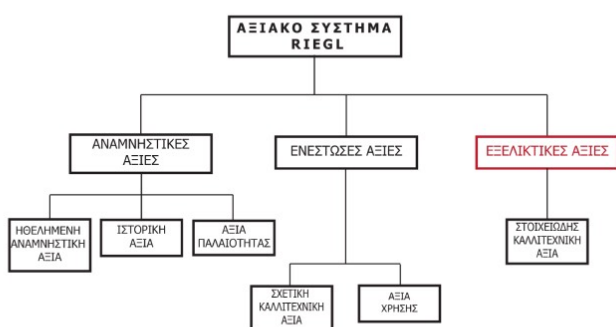 ΑΞΙΑΚΟ ΣΥΣΤΗΜΑ
RIEGL
ΑΝΑΜΝΗΣΤΙΚΕΣ
ΑΞΙΕΣ
ΕΝΕΣΤΩΣΕΣ ΑΞΙΕΣ
ΕΞΕΛΙΚΤΙΚΕΣ ΑΞΙΕΣ
ΗΘΕΛΗΜΕΝΗ
ΑΝΑΜΝΗΣΤΙΚΗ
ΑΞΙΑ
ΙΣΤΟΡΙΚΗ
ΑΞΙΑ
ΑΞΙΑ
ΠΑΛΑΙΟΤΗΤΑΣ
ΣΤΟΙΧΕΙΩΔΗΣ
ΚΑΛΛΙΤΕΧΝΙΚΗ
ΑΞΙΑ
ΣΧΕΤΙΚΗ
ΚΑΛΛΙΤΕΧΝΙΚΗ
ΑΞΙΑ
ΑΞΙΑ
ΧΡΗΣΗΣ